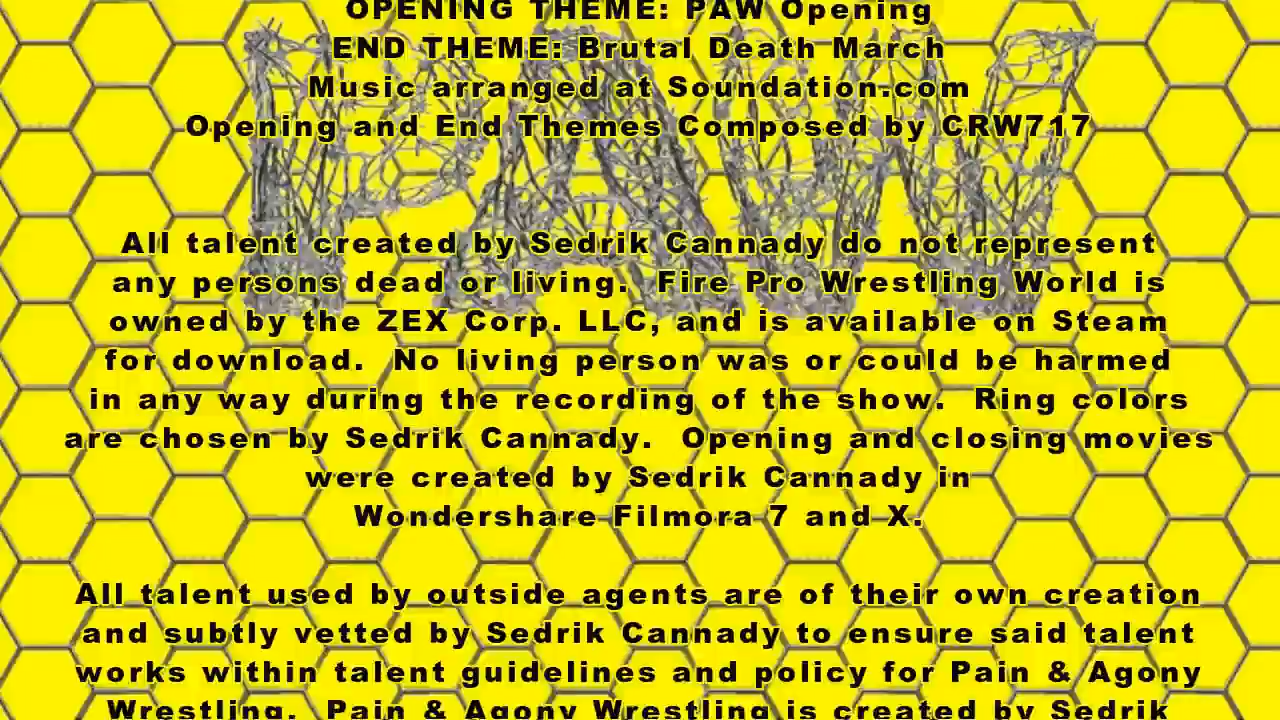 OPENING THEME: PAW Opening
END THEME: Brutal Death March
Music arranged at Soundation.com
Opening and End Themes Composed by CRW717
PAW
All talent created by Sedrik Cannady do not represent
any persons dead or living. Fire Pro Wrestling World is
owned by the ZEX Corp. LLC, and is available on Steam
for download. No living person was or could be harmed
in any way during the recording of the show. Ring colors
are chosen by Sedrik Cannady. Opening and closing movies
were created by Sedrik Cannady in
Wondershare Filmora 7 and X.
All talent used by outside agents are of their own creation
and subtly vetted by Sedrik Cannady to ensure said talent
works within talent guidelines and policy for Pain & Agony
Wrestling. Pain & Agony Wrestling is created by Sedrik